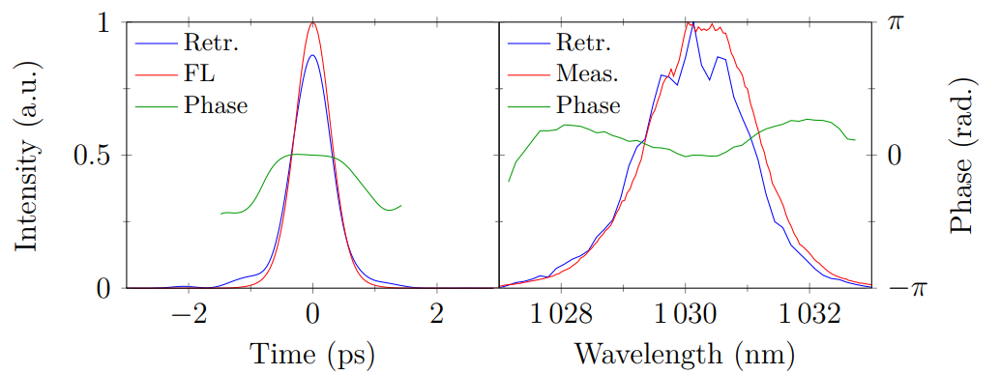 Intensity (a.u.)
1
0.5
0
Retr.
FL
Phase
−2
0
2
Time (ps)
Retr.
Meas.
Phase
1 028
1 030
1 032
Wavelength (nm)
π
0
−π
Phase (rad.)